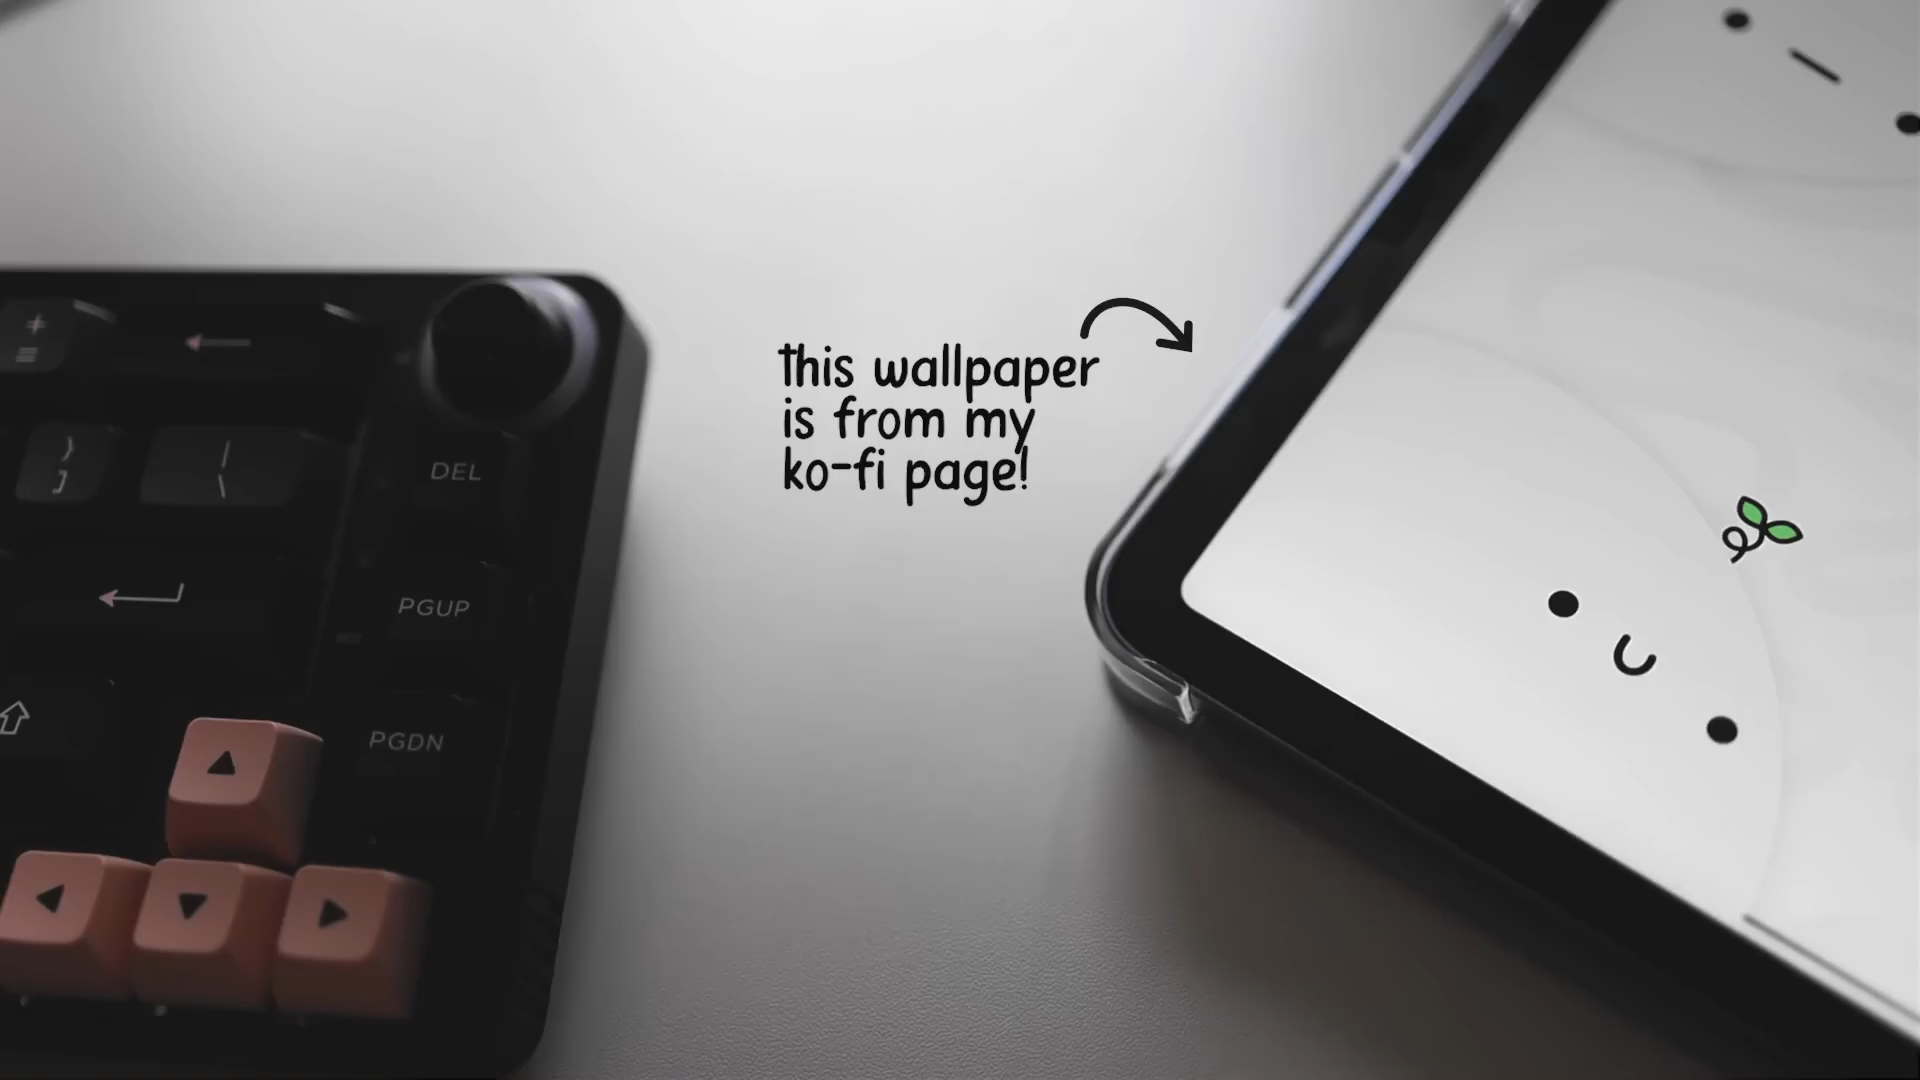 this wallpaper
is from my
ko-fi page!
DEL
PGUP
PGDN
+
=
}
]
|
\